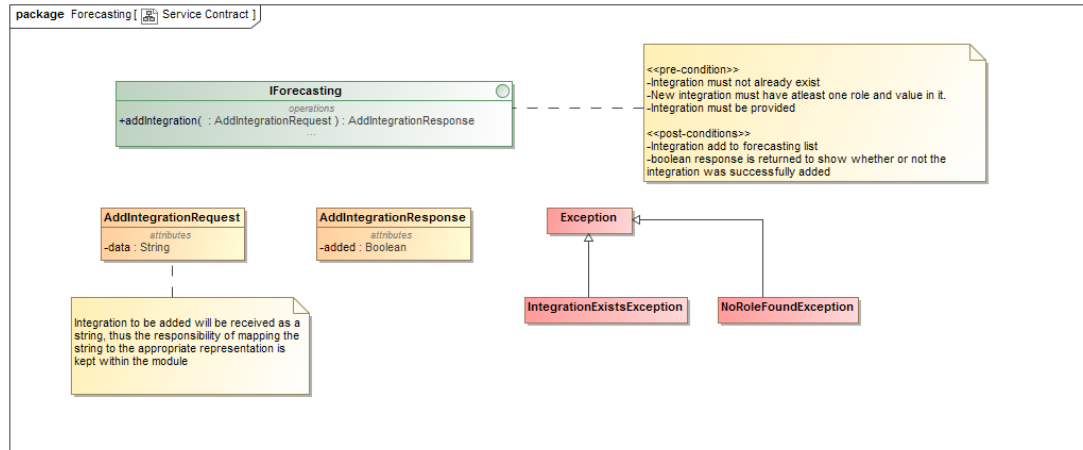 package Forecasting[ Service Contract ]
IForecasting
operations
+addIntegration( : AddIntegrationRequest ) : AddIntegrationResponse
...
<<pre-condition>>
-Integration must not already exist
-New integration must have atleast one role and value in it.
-Integration must be provided
<<post-conditions>>
-Integration add to forecasting list
-boolean response is returned to show whether or not the
integration was successfully added
AddIntegrationRequest
attributes
-data : String
AddIntegrationResponse
attributes
-added : Boolean
Exception
Integration to be added will be received as a
string, thus the responsibility of mapping the
string to the appropriate representation is
kept within the module
IntegrationExistsException
NoRoleFoundException